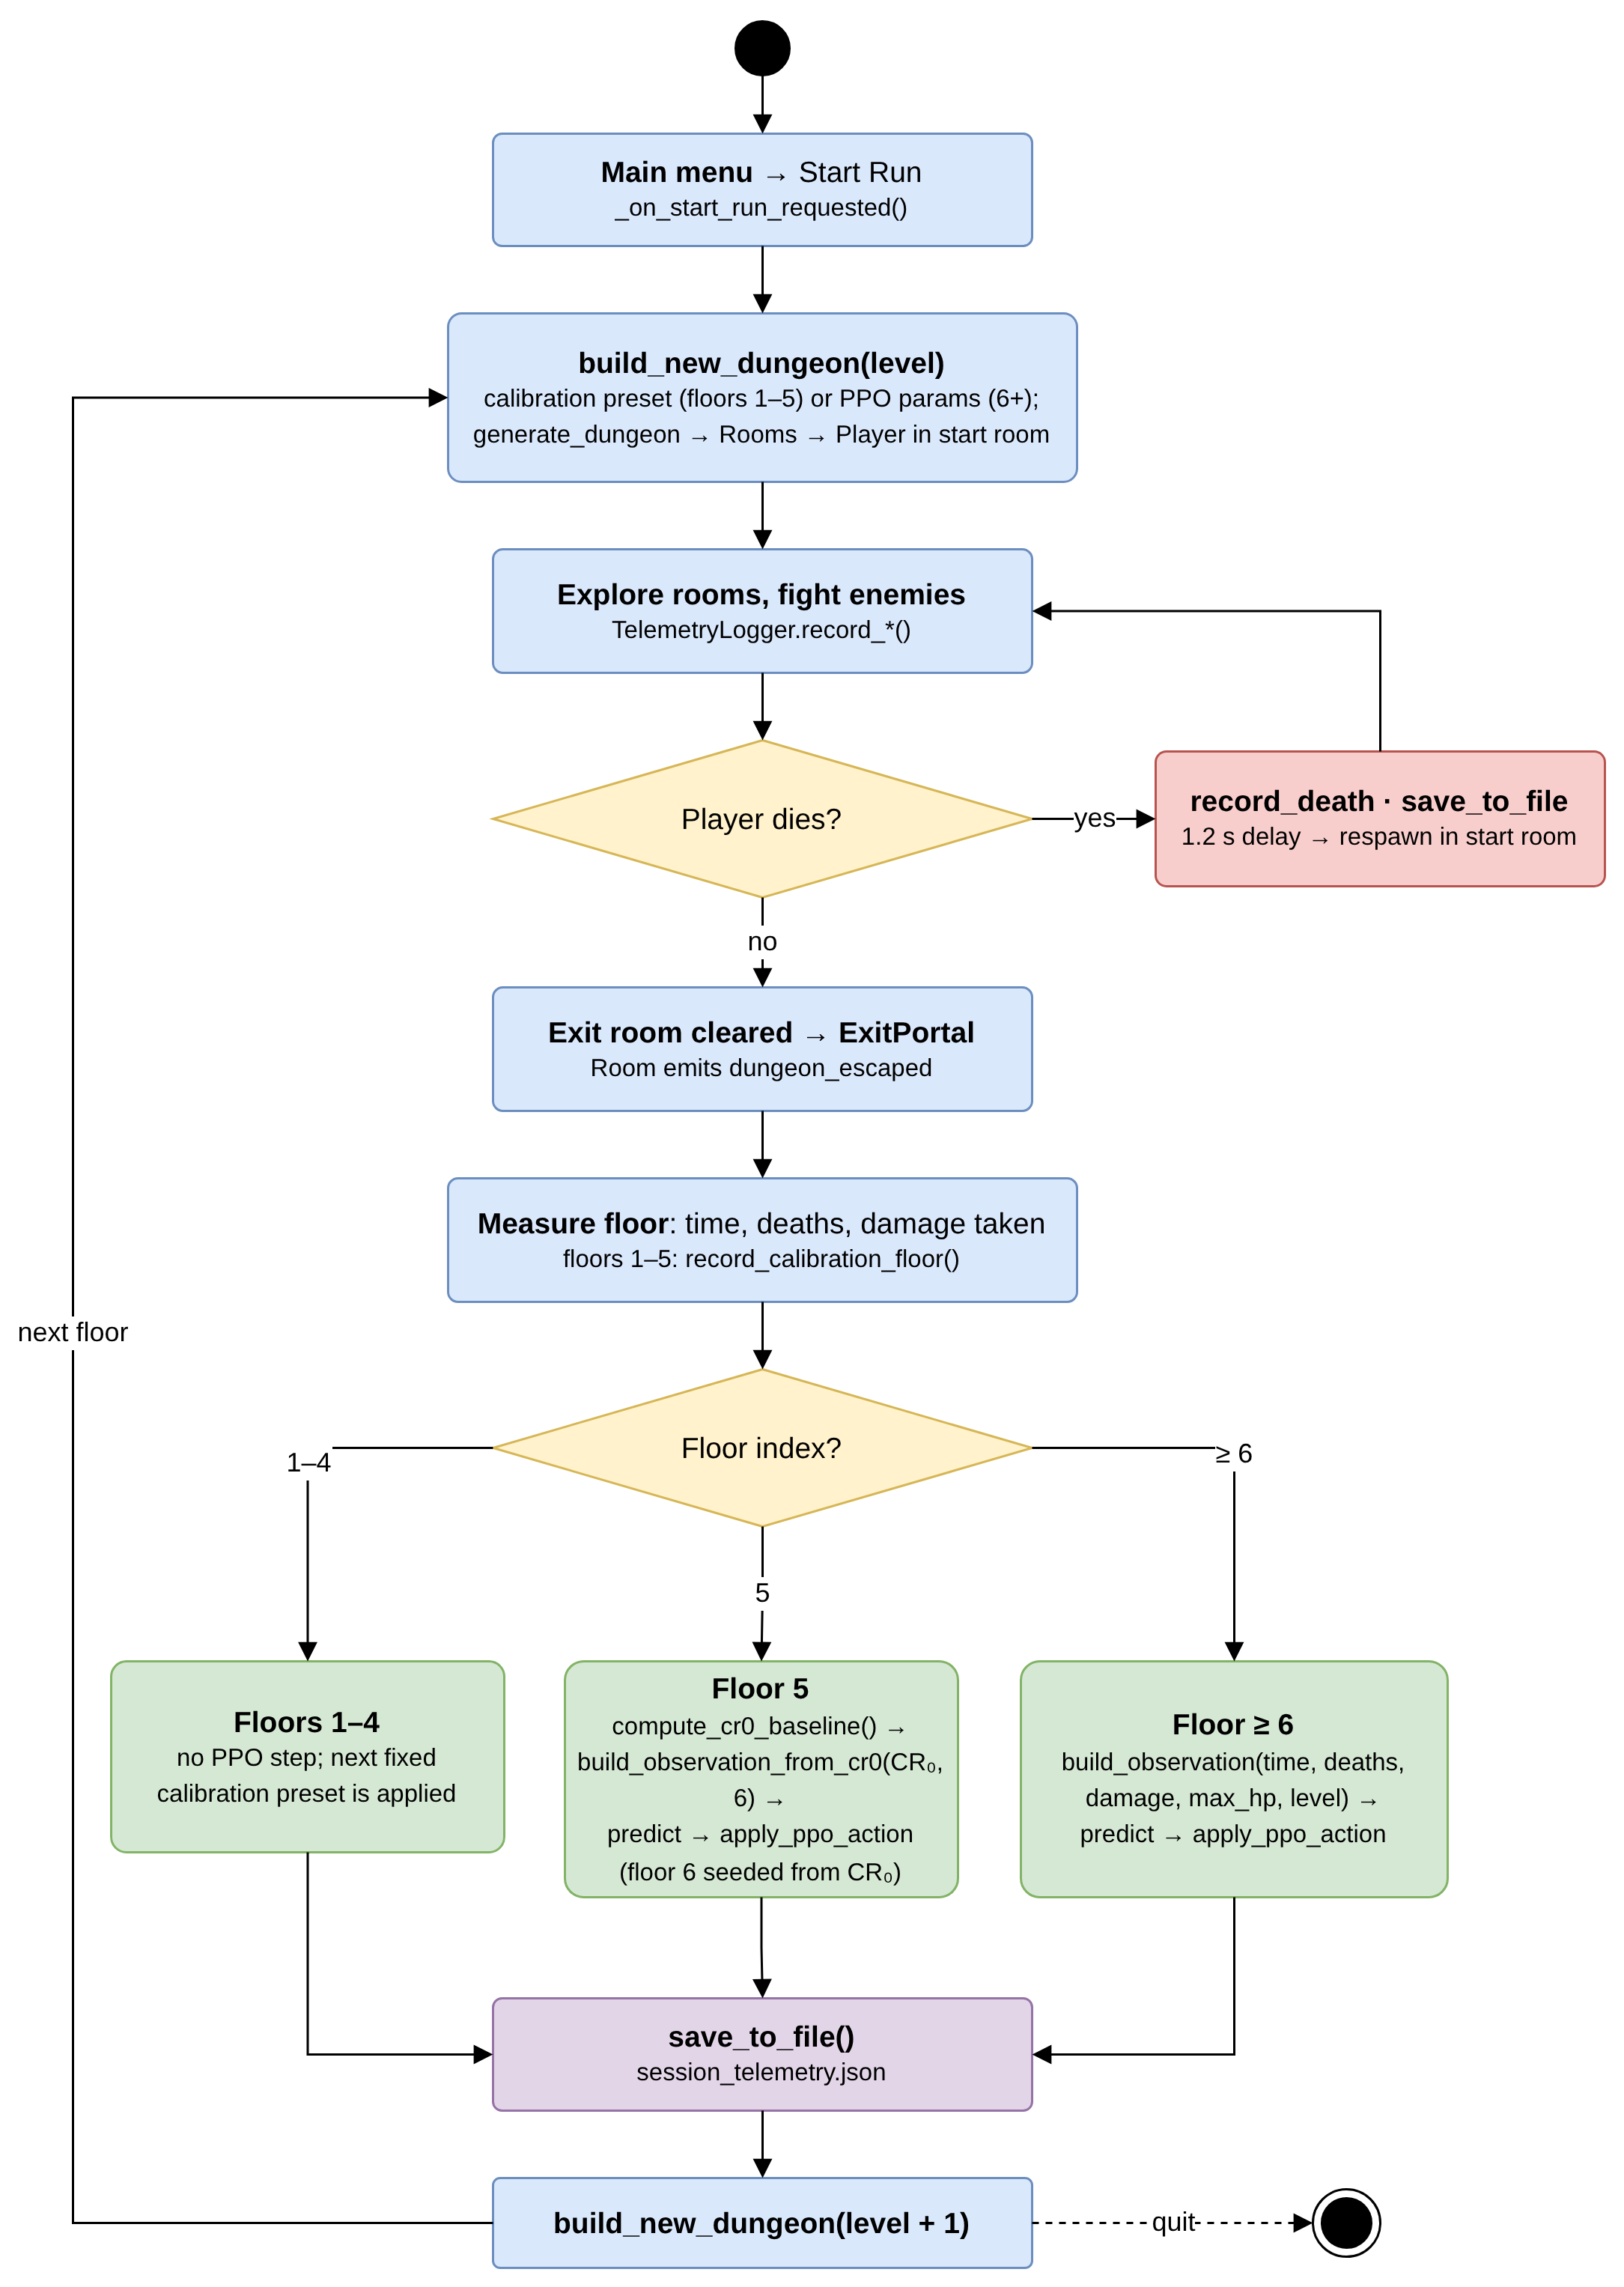 Main menu → Start Run
_on_start_run_requested()
build_new_dungeon(level)
calibration preset (floors 1–5) or PPO params (6+);
generate_dungeon → Rooms → Player in start room
Explore rooms, fight enemies
TelemetryLogger.record_*()
Player dies?
yes
record_death · save_to_file
1.2 s delay → respawn in start room
no
Exit room cleared → ExitPortal
Room emits dungeon_escaped
Measure floor: time, deaths, damage taken
floors 1–5: record_calibration_floor()
next floor
Floor index?
1–4
5
≥ 6
Floors 1–4
no PPO step; next fixed
calibration preset is applied
Floor 5
compute_cr0_baseline() →
build_observation_from_cr0(CR₀,
6) →
predict → apply_ppo_action
(floor 6 seeded from CR₀)
Floor ≥ 6
build_observation(time, deaths,
damage, max_hp, level) →
predict → apply_ppo_action
save_to_file()
session_telemetry.json
build_new_dungeon(level + 1)
quit